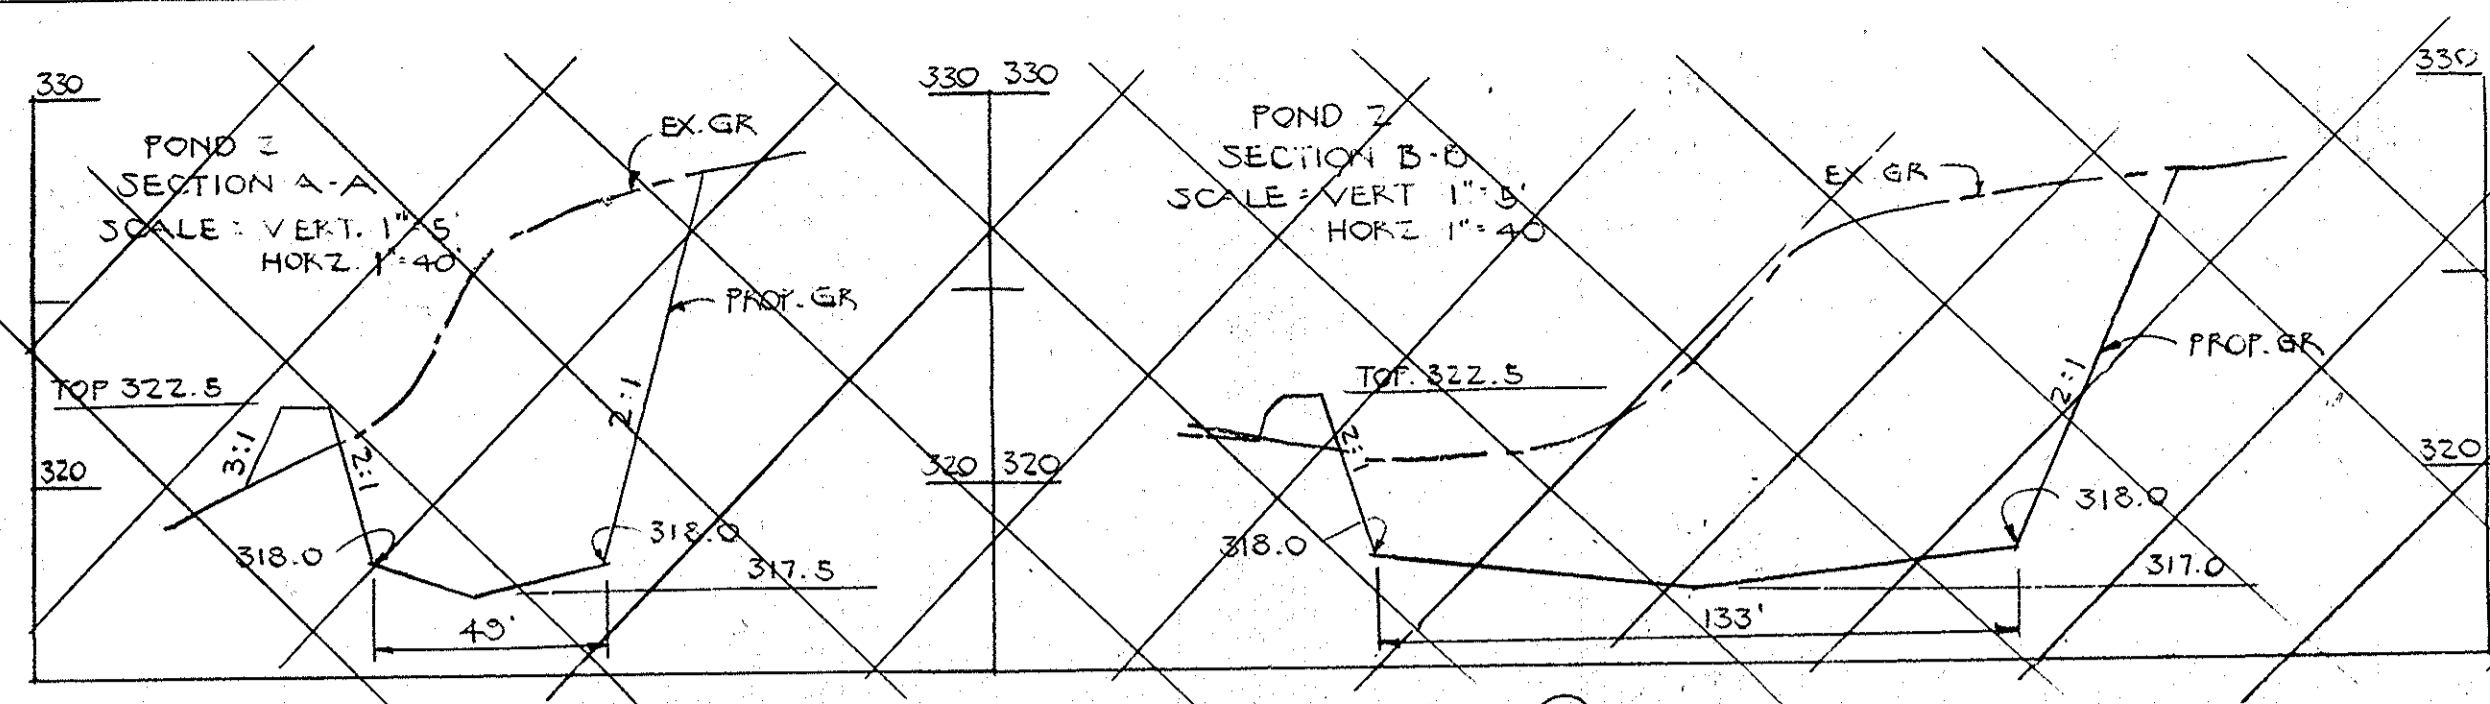 330
POND 2
SECTION A-A
SCALE = VERT. 1"=5'
HORZ. 1"=40'
EX. GR
PROP. GR
TOP 322.5
3:1
2:1
2:1
320
318.0
318.0
317.5
49'
330
330
320
320
POND 2
SECTION B-B
SCALE = VERT 1"=5'
HORZ 1"=40'
EX GR
PROP. GR
TOP. 322.5
2:1
2:1
318.0
318.0
317.0
133'
330
320